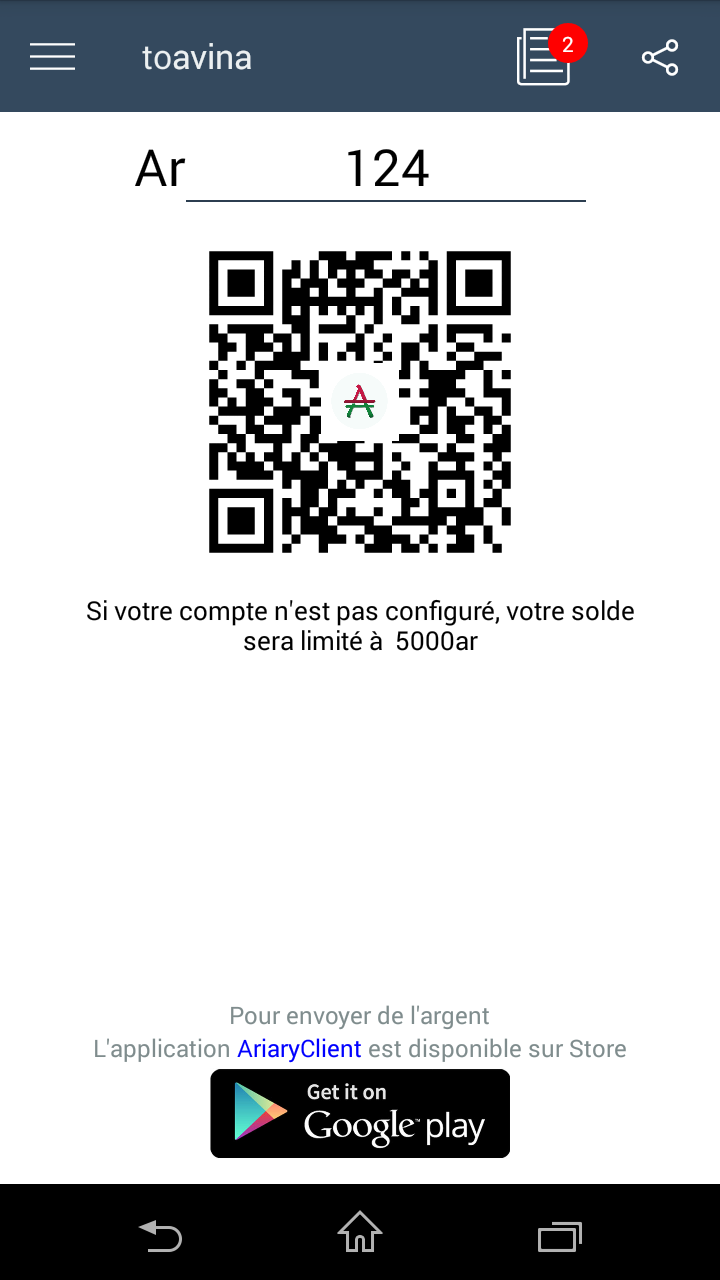 toavina
2
Ar 124
Si votre compte n'est pas configuré, votre solde
sera limité à  5000ar
Pour envoyer de l'argent
L'application AriaryClient est disponible sur Store
Get it on
Google play